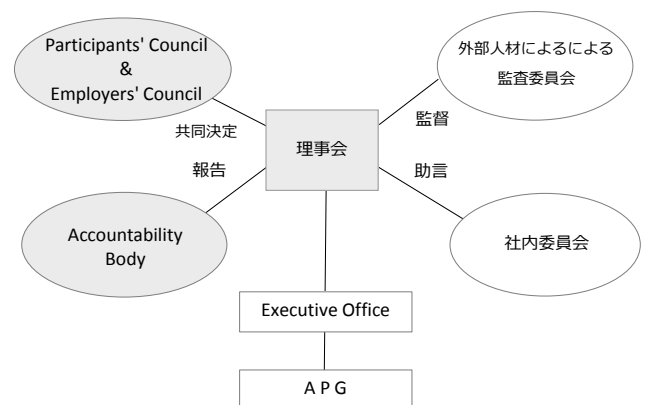 Participants' Council
&
Employers' Council
外部人材によるによる
監査委員会
共同決定
監督
理事会
報告
助言
Accountability
Body
社内委員会
Executive Office
A P G